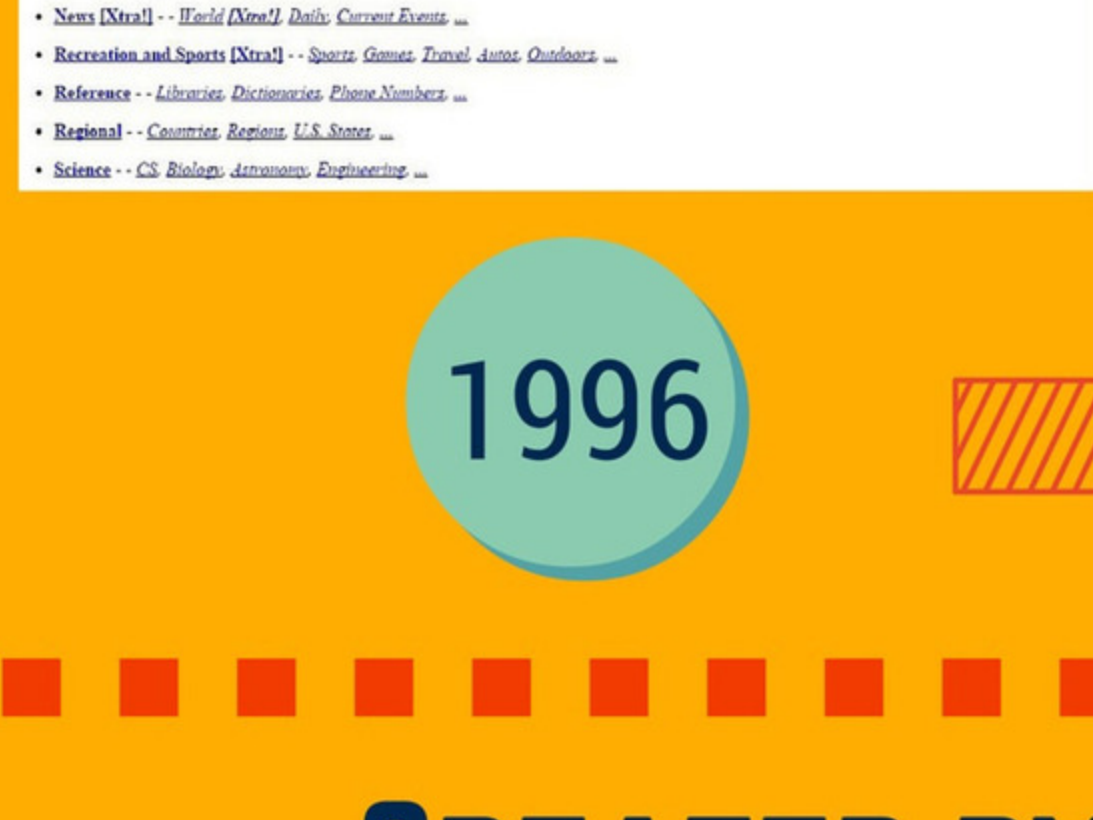 • News [Xtra!] - - World [Xtra!], Daily, Current Events, ...
• Recreation and Sports [Xtra!] - - Sports, Games, Travel, Autos, Outdoors, ...
• Reference - - Libraries, Dictionaries, Phone Numbers, ...
• Regional - - Countries, Regions, U.S. States, ...
• Science - - CS, Biology, Astronomy, Engineering, ...
1996